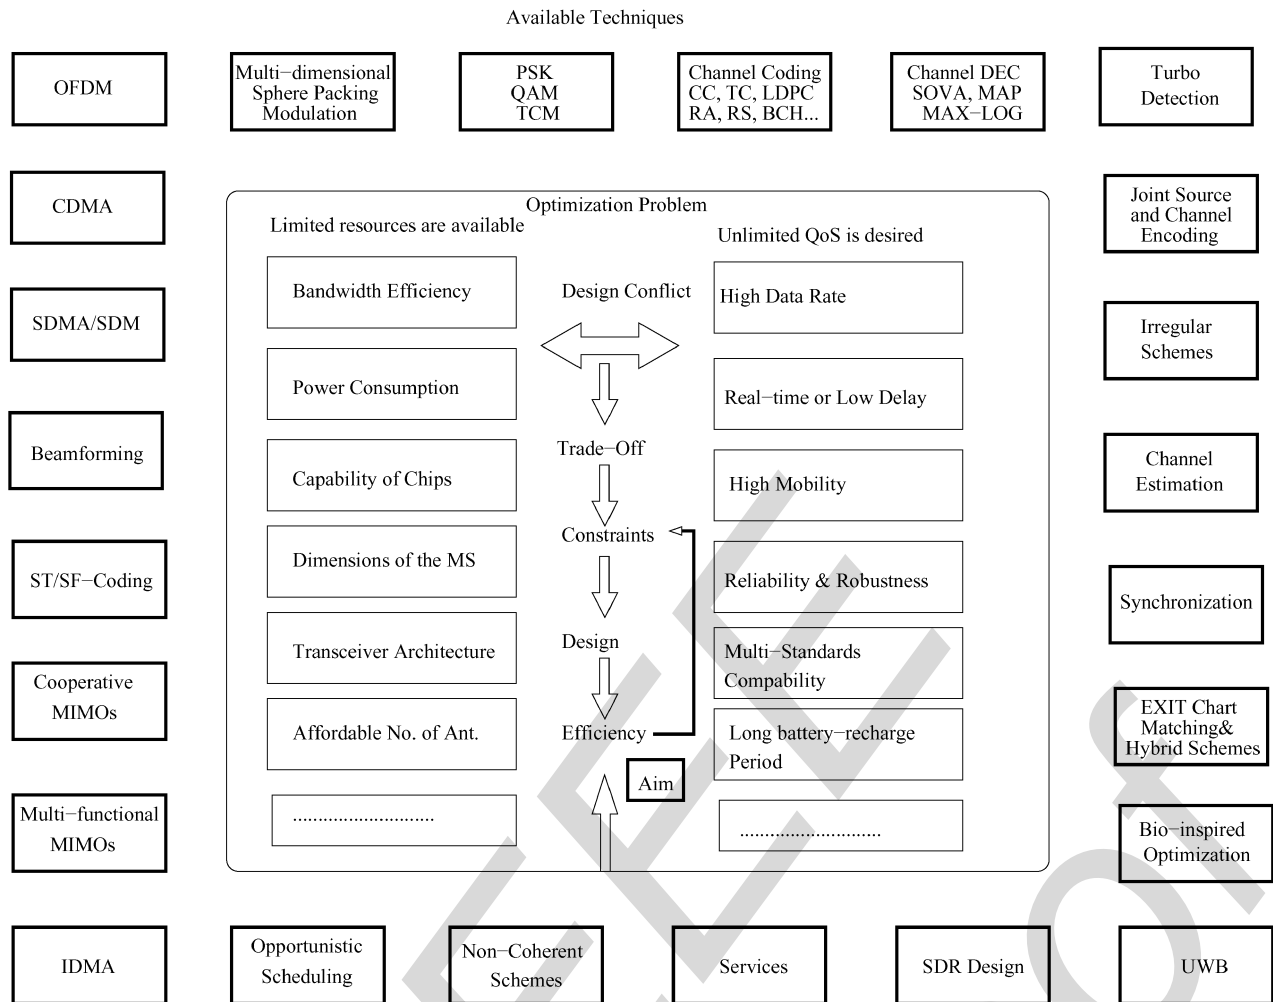 Available Techniques
OFDM
Multi−dimensional
Sphere Packing
Modulation
PSK
QAM
TCM
Channel Coding
CC, TC, LDPC
RA, RS, BCH...
Channel DEC
SOVA, MAP
MAX−LOG
Turbo
Detection
CDMA
SDMA/SDM
Beamforming
ST/SF−Coding
Cooperative
MIMOs
Multi−functional
MIMOs
Optimization Problem
Limited resources are available
Bandwidth Efficiency
Power Consumption
Capability of Chips
Dimensions of the MS
Transceiver Architecture
Affordable No. of Ant.
............................
Design Conflict
Trade−Off
Constraints
Design
Efficiency
Aim
Unlimited QoS is desired
High Data Rate
Real−time or Low Delay
High Mobility
Reliability & Robustness
Multi−Standards
Compability
Long battery−recharge
Period
............................
Joint Source
and Channel
Encoding
Irregular
Schemes
Channel
Estimation
Synchronization
EXIT Chart
Matching&
Hybrid Schemes
Bio−inspired
Optimization
IDMA
Opportunistic
Scheduling
Non−Coherent
Schemes
Services
SDR Design
UWB